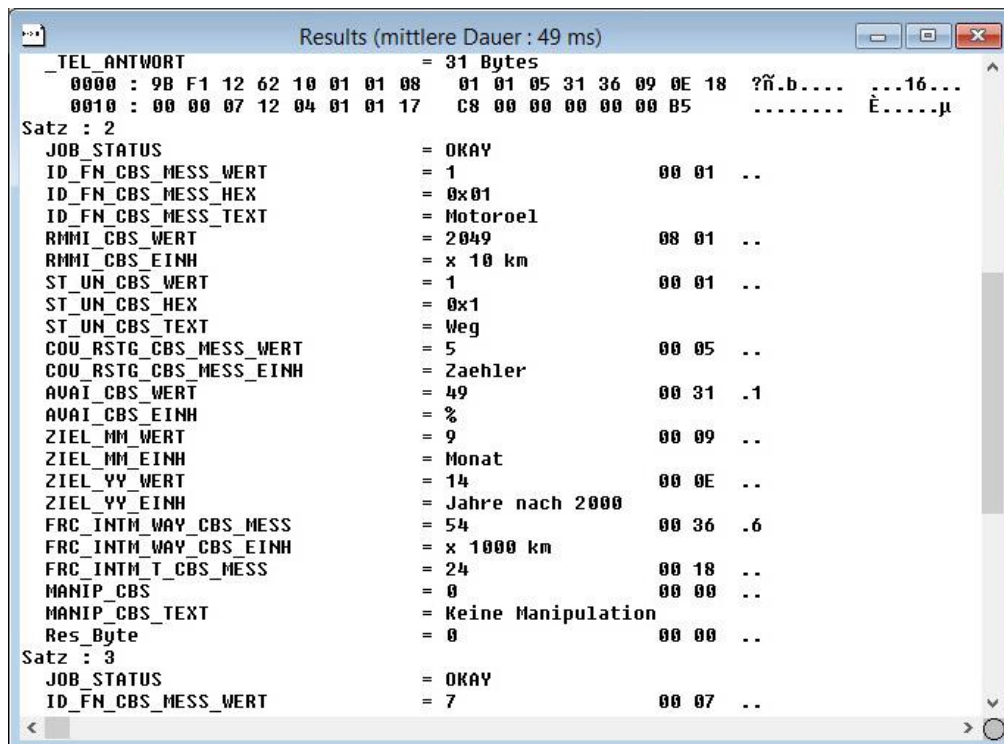 Results (mittlere Dauer : 49 ms)
_TEL_ANTWORT = 31 Bytes
0000 : 9B F1 12 62 10 01 01 08 01 01 05 31 36 09 0E 18 ?ñ.b.... ...16...
0010 : 00 00 07 12 04 01 01 17 C8 00 00 00 00 00 B5 ........ È.....µ
Satz : 2
JOB_STATUS = OKAY
ID_FN_CBS_MESS_WERT = 1 00 01 ..
ID_FN_CBS_MESS_HEX = 0x01
ID_FN_CBS_MESS_TEXT = Motoroel
RMMI_CBS_WERT = 2049 08 01 ..
RMMI_CBS_EINH = x 10 km
ST_UN_CBS_WERT = 1 00 01 ..
ST_UN_CBS_HEX = 0x1
ST_UN_CBS_TEXT = Weg
COU_RSTG_CBS_MESS_WERT = 5 00 05 ..
COU_RSTG_CBS_MESS_EINH = Zaehler
AVAI_CBS_WERT = 49 00 31 .1
AVAI_CBS_EINH = %
ZIEL_MM_WERT = 9 00 09 ..
ZIEL_MM_EINH = Monat
ZIEL_YY_WERT = 14 00 0E ..
ZIEL_YY_EINH = Jahre nach 2000
FRC_INTM_WAY_CBS_MESS = 54 00 36 .6
FRC_INTM_WAY_CBS_EINH = x 1000 km
FRC_INTM_T_CBS_MESS = 24 00 18 ..
MANIP_CBS = 0 00 00 ..
MANIP_CBS_TEXT = Keine Manipulation
Res_Byte = 0 00 00 ..
Satz : 3
JOB_STATUS = OKAY
ID_FN_CBS_MESS_WERT = 7 00 07 ..